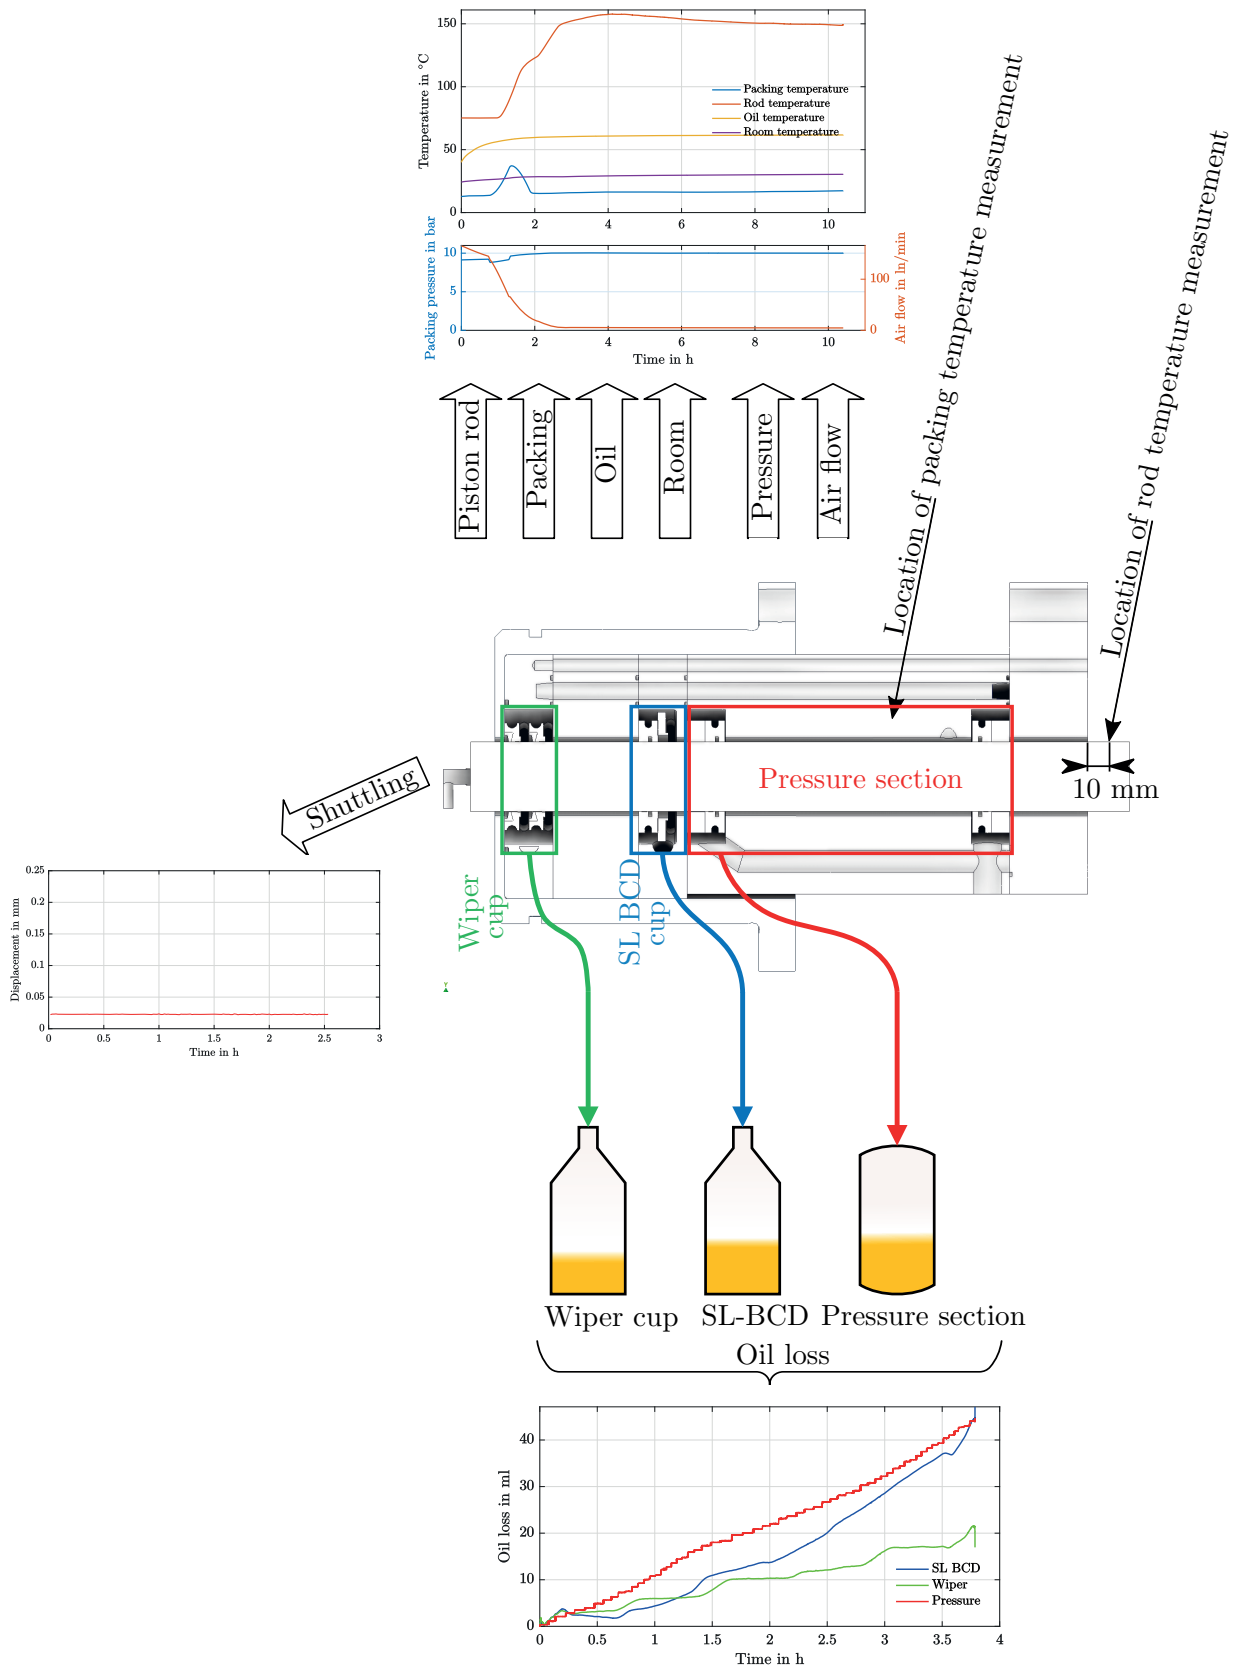 Temperature in °C
150
100
50
0
Packing temperature
Rod temperature
Oil temperature
Room temperature
0 2 4 6 8 10
Packing pressure in bar
10
5
0
Air flow in ln/min
100
0
0 2 4 6 8 10
Time in h
Piston rod
Packing
Oil
Room
Pressure
Air flow
Location of packing temperature measurement
Location of rod temperature measurement
Pressure section
10 mm
Shuttling
Wiper
cup
SL BCD
cup
Y
Displacement in mm
0.25
0.2
0.15
0.1
0.05
0
0 0.5 1 1.5 2 2.5 3
Time in h
Wiper cup SL-BCD Pressure section
Oil loss
Oil loss in ml
40
30
20
10
0
SL BCD
Wiper
Pressure
0 0.5 1 1.5 2 2.5 3 3.5 4
Time in h